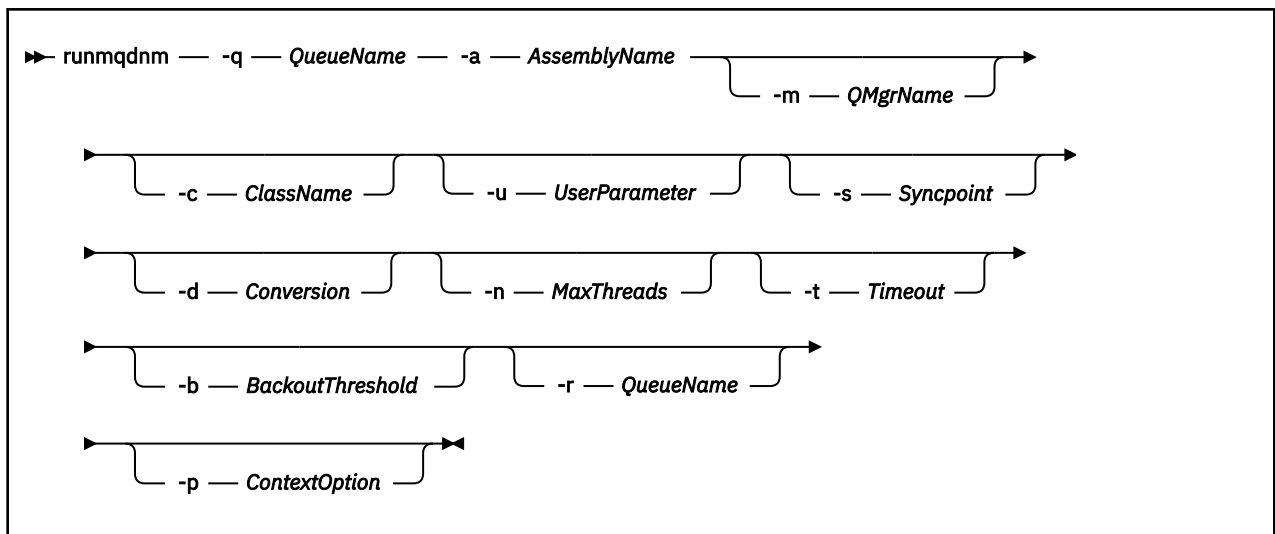 runmqdnm -q QueueName -a AssemblyName
-m QMgrName
-c ClassName -u UserParameter -s Syncpoint
-d Conversion -n MaxThreads -t Timeout
-b BackoutThreshold -r QueueName
-p ContextOption